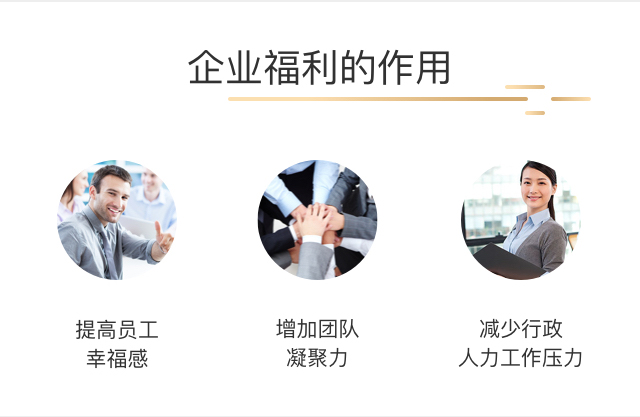 企业福利的作用
提高员工
幸福感
增加团队
凝聚力
减少行政
人力工作压力